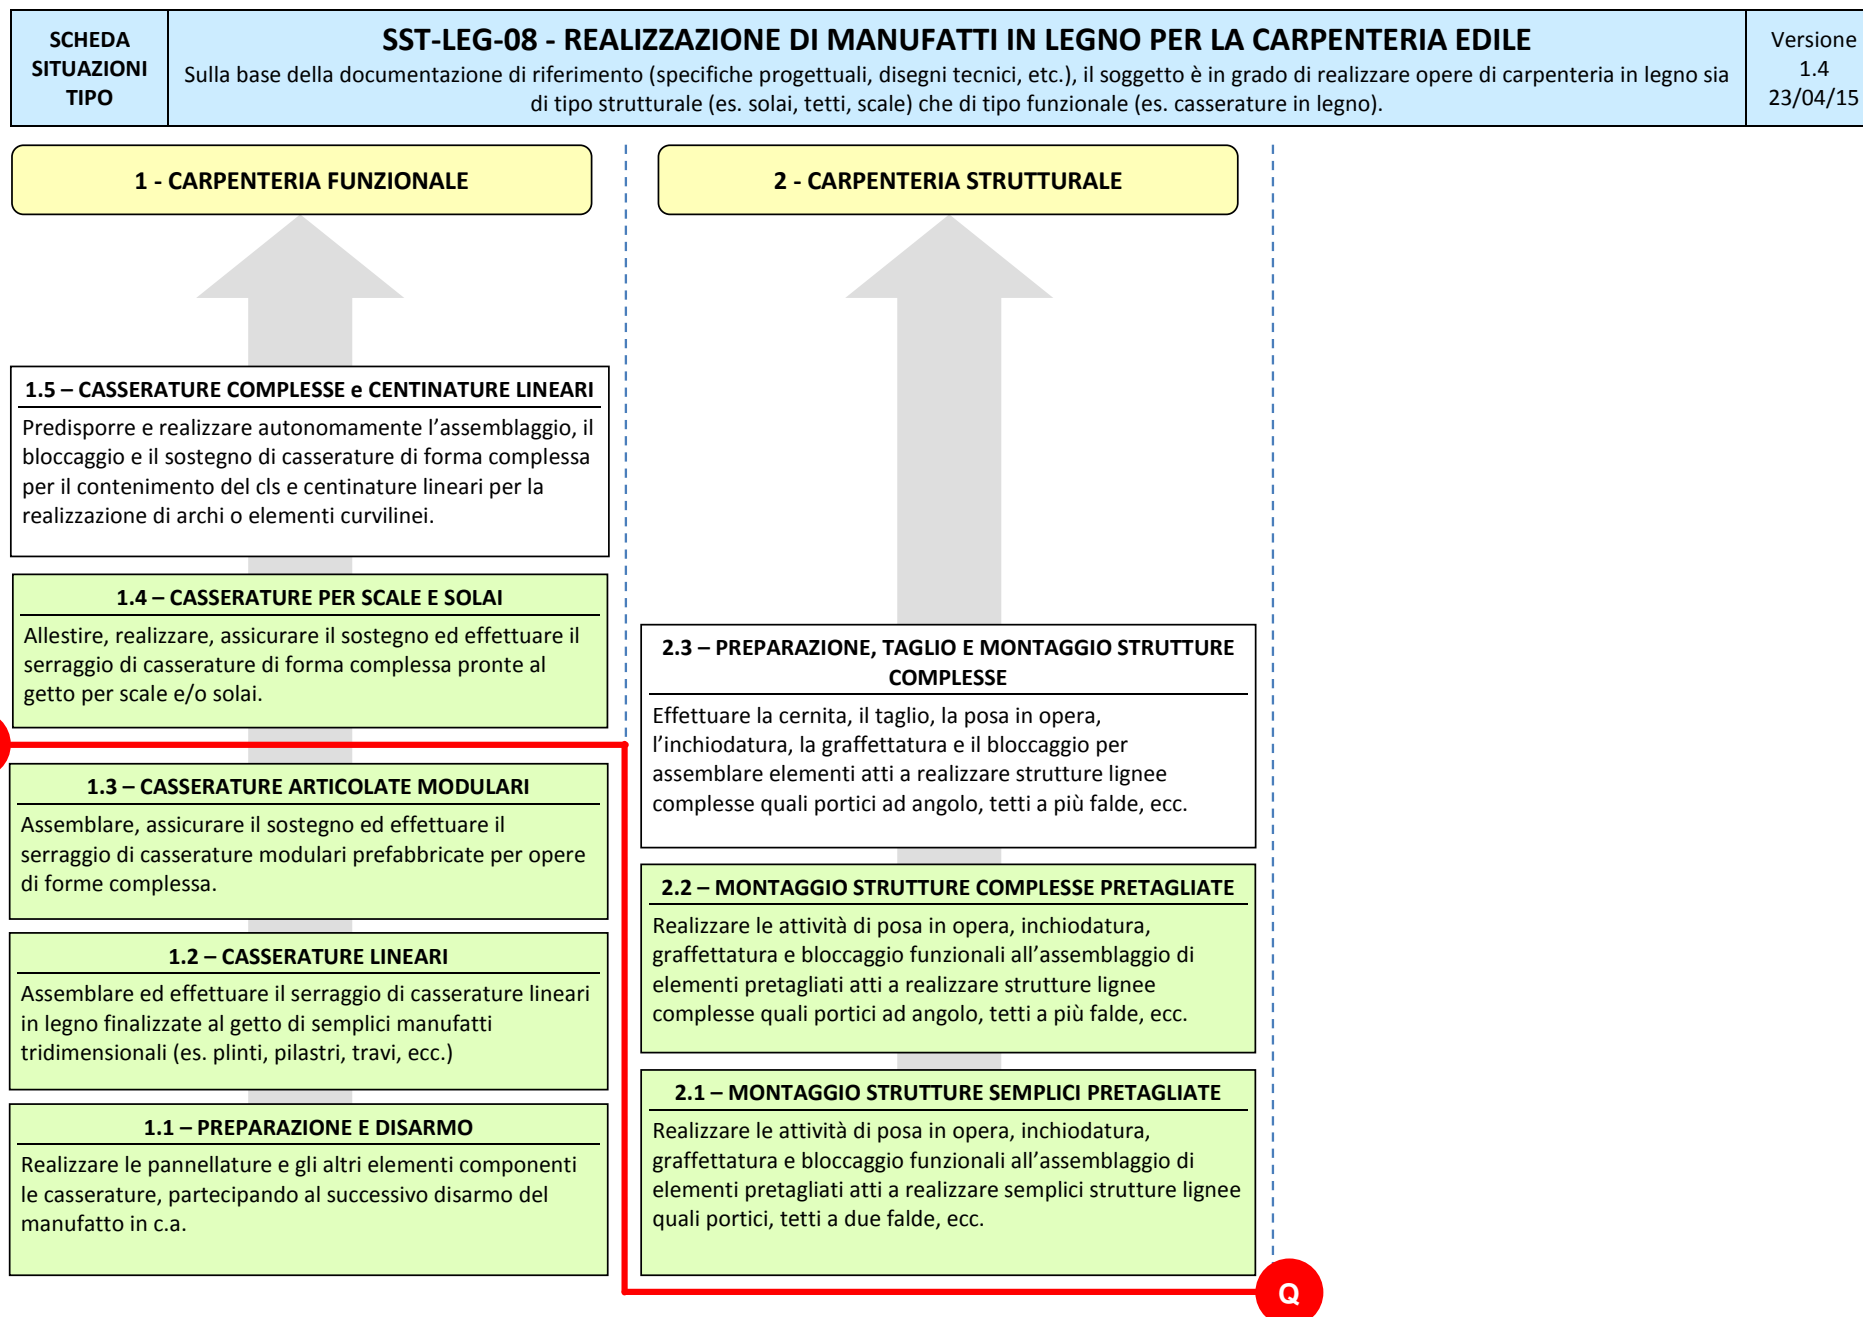 SCHEDA
SITUAZIONI
TIPO
SST-LEG-08 - REALIZZAZIONE DI MANUFATTI IN LEGNO PER LA CARPENTERIA EDILE
Sulla base della documentazione di riferimento (specifiche progettuali, disegni tecnici, etc.), il soggetto è in grado di realizzare opere di carpenteria in legno sia
di tipo strutturale (es. solai, tetti, scale) che di tipo funzionale (es. casserature in legno).
Versione
1.4
23/04/15
1 - CARPENTERIA FUNZIONALE
1.5 – CASSERATURE COMPLESSE e CENTINATURE LINEARI
Predisporre e realizzare autonomamente l’assemblaggio, il
bloccaggio e il sostegno di casserature di forma complessa
per il contenimento del cls e centinature lineari per la
realizzazione di archi o elementi curvilinei.
1.4 – CASSERATURE PER SCALE E SOLAI
Allestire, realizzare, assicurare il sostegno ed effettuare il
serraggio di casserature di forma complessa pronte al
getto per scale e/o solai.
1.3 – CASSERATURE ARTICOLATE MODULARI
Assemblare, assicurare il sostegno ed effettuare il
serraggio di casserature modulari prefabbricate per opere
di forme complessa.
1.2 – CASSERATURE LINEARI
Assemblare ed effettuare il serraggio di casserature lineari
in legno finalizzate al getto di semplici manufatti
tridimensionali (es. plinti, pilastri, travi, ecc.)
1.1 – PREPARAZIONE E DISARMO
Realizzare le pannellature e gli altri elementi componenti
le casserature, partecipando al successivo disarmo del
manufatto in c.a.
2 - CARPENTERIA STRUTTURALE
2.3 – PREPARAZIONE, TAGLIO E MONTAGGIO STRUTTURE
COMPLESSE
Effettuare la cernita, il taglio, la posa in opera,
l’inchiodatura, la graffettatura e il bloccaggio per
assemblare elementi atti a realizzare strutture lignee
complesse quali portici ad angolo, tetti a più falde, ecc.
2.2 – MONTAGGIO STRUTTURE COMPLESSE PRETAGLIATE
Realizzare le attività di posa in opera, inchiodatura,
graffettatura e bloccaggio funzionali all’assemblaggio di
elementi pretagliati atti a realizzare strutture lignee
complesse quali portici ad angolo, tetti a più falde, ecc.
2.1 – MONTAGGIO STRUTTURE SEMPLICI PRETAGLIATE
Realizzare le attività di posa in opera, inchiodatura,
graffettatura e bloccaggio funzionali all’assemblaggio di
elementi pretagliati atti a realizzare semplici strutture lignee
quali portici, tetti a due falde, ecc.
Q